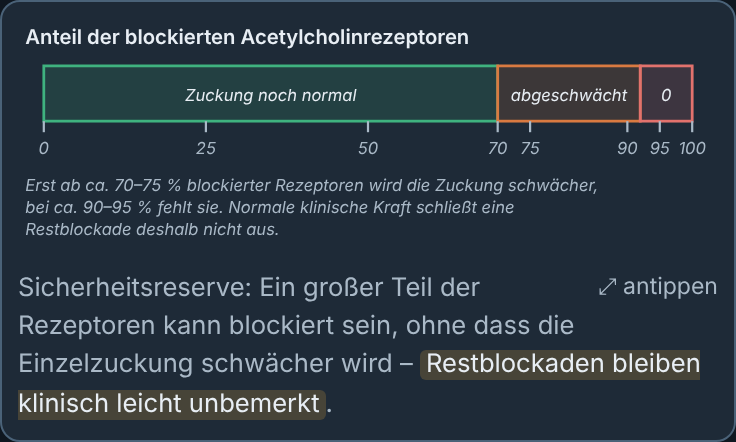 Anteil der blockierten Acetylcholinrezeptoren
Zuckung noch normal abgeschwächt 0
0 25 50 70 75 90 95 100
Erst ab ca. 70–75 % blockierter Rezeptoren wird die Zuckung schwächer,
bei ca. 90–95 % fehlt sie. Normale klinische Kraft schließt eine
Restblockade deshalb nicht aus.
Sicherheitsreserve: Ein großer Teil der
⤢ antippen
Rezeptoren kann blockiert sein, ohne dass die
Einzelzuckung schwächer wird – Restblockaden bleiben
klinisch leicht unbemerkt.